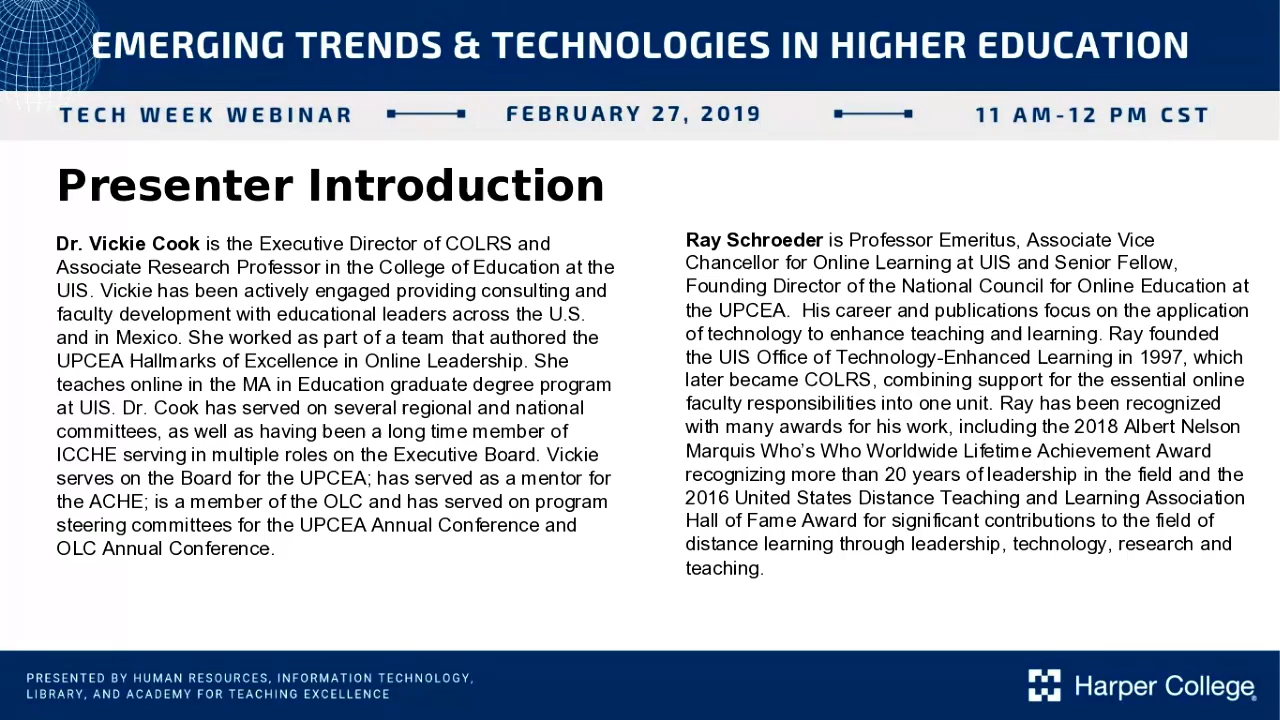 EMERGING TRENDS & TECHNOLOGIES IN HIGHER EDUCATION
TECH WEEK WEBINAR FEBRUARY 27, 2019 11 AM-12 PM CST
Presenter Introduction
Dr. Vickie Cook is the Executive Director of COLRS and
Associate Research Professor in the College of Education at the
UIS. Vickie has been actively engaged providing consulting and
faculty development with educational leaders across the U.S.
and in Mexico. She worked as part of a team that authored the
UPCEA Hallmarks of Excellence in Online Leadership. She
teaches online in the MA in Education graduate degree program
at UIS. Dr. Cook has served on several regional and national
committees, as well as having been a long time member of
ICCHE serving in multiple roles on the Executive Board. Vickie
serves on the Board for the UPCEA; has served as a mentor for
the ACHE; is a member of the OLC and has served on program
steering committees for the UPCEA Annual Conference and
OLC Annual Conference.
Ray Schroeder is Professor Emeritus, Associate Vice
Chancellor for Online Learning at UIS and Senior Fellow,
Founding Director of the National Council for Online Education at
the UPCEA. His career and publications focus on the application
of technology to enhance teaching and learning. Ray founded
the UIS Office of Technology-Enhanced Learning in 1997, which
later became COLRS, combining support for the essential online
faculty responsibilities into one unit. Ray has been recognized
with many awards for his work, including the 2018 Albert Nelson
Marquis Who's Who Worldwide Lifetime Achievement Award
recognizing more than 20 years of leadership in the field and the
2016 United States Distance Teaching and Learning Association
Hall of Fame Award for significant contributions to the field of
distance learning through leadership, technology, research and
teaching.
PRESENTED BY HUMAN RESOURCES, INFORMATION TECHNOLOGY,
LIBRARY, AND ACADEMY FOR TEACHING EXCELLENCE
Harper College®